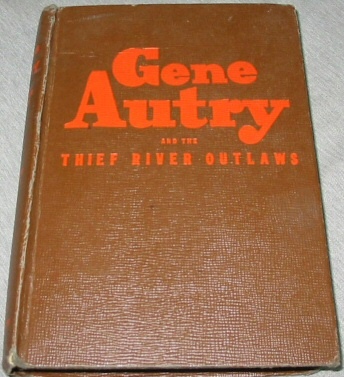 Gene
Autry
AND THE
THIEF RIVER OUTLAWS